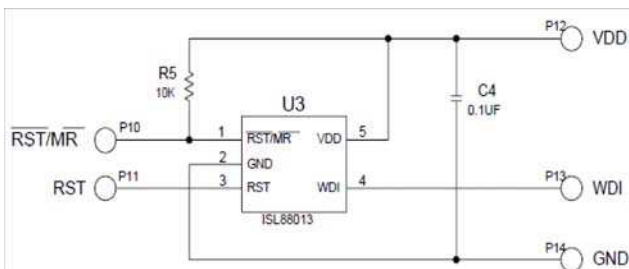 P12 VDD
R5
10K
C4
0.1UF
U3
RST/MR P10 1 RST/MR VDD 5
2 GND
RST P11 3 RST WDI 4 P13 WDI
ISL88013
P14 GND